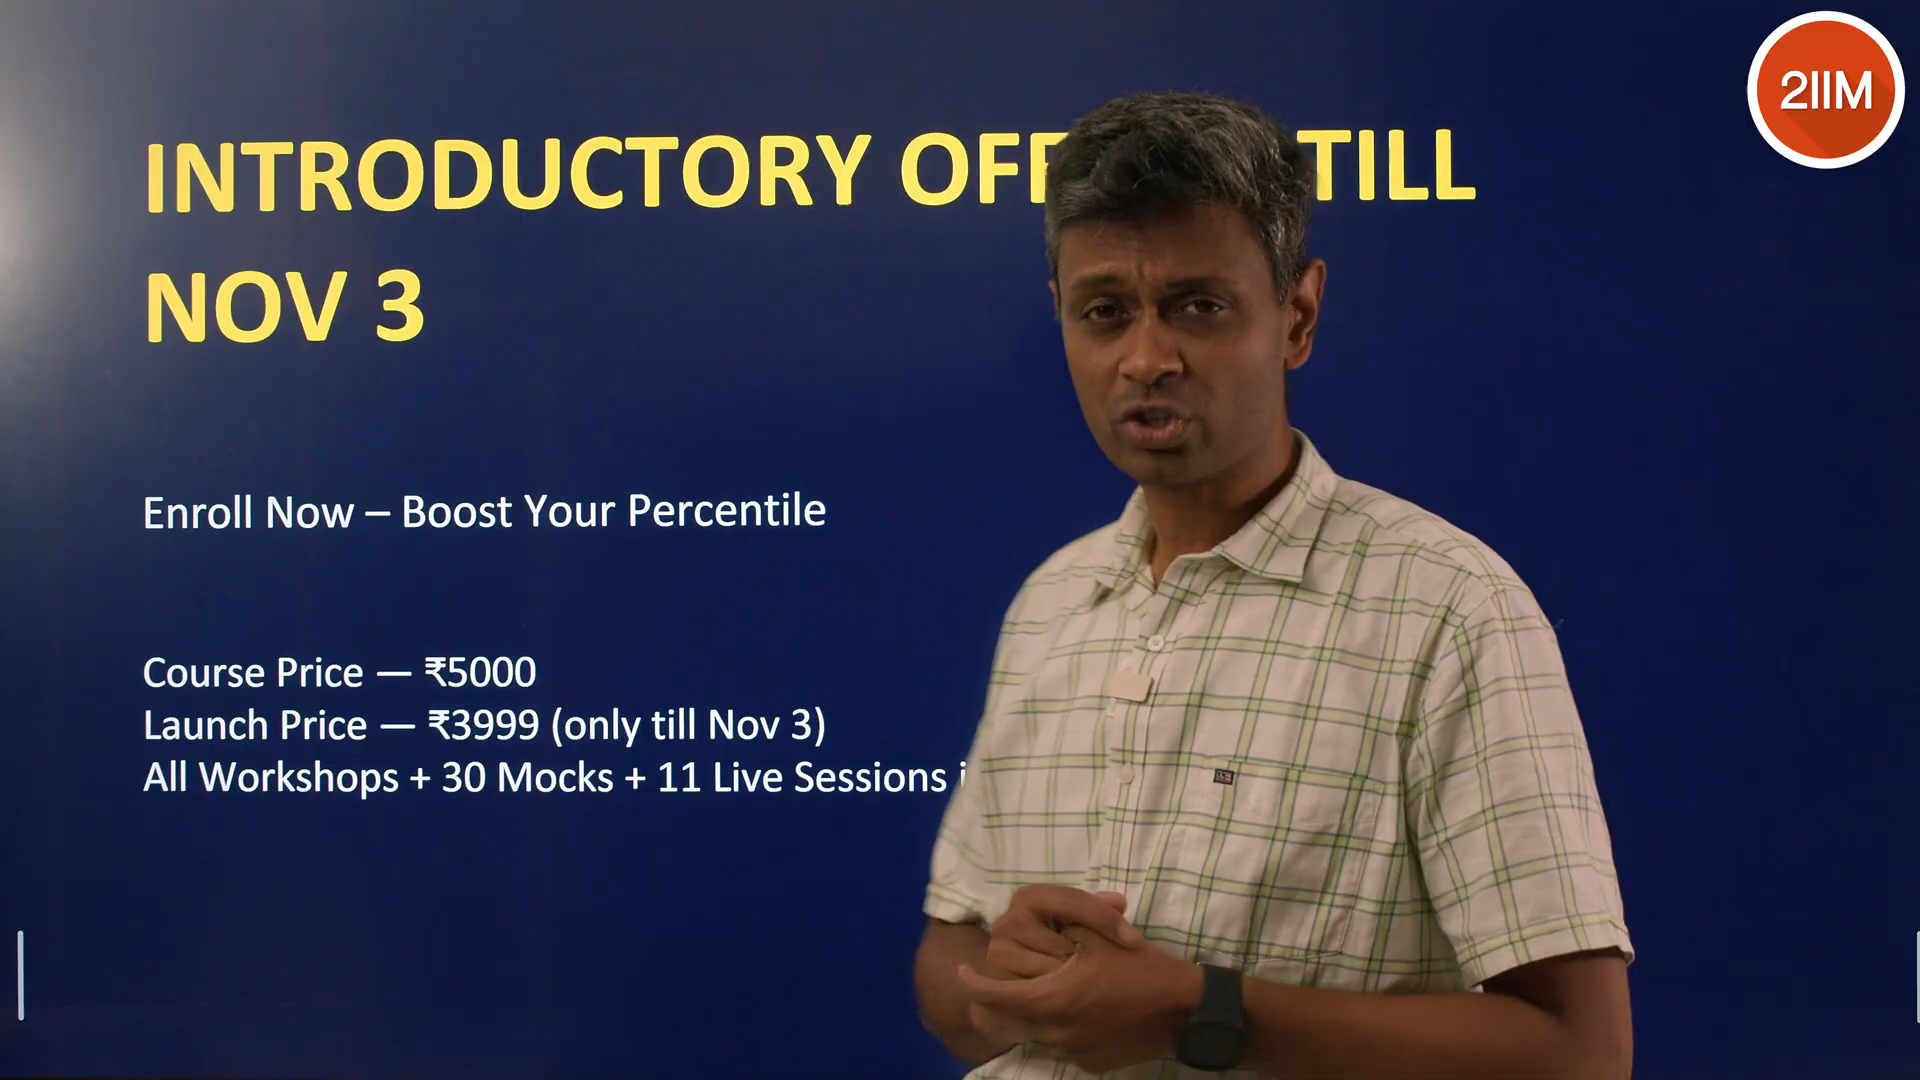 2IIM
INTRODUCTORY TILL
NOV 3
Enroll Now – Boost Your Percentile
Course Price — ₹5000
Launch Price — ₹3999 (only till Nov 3)
All Workshops + 30 Mocks + 11 Live Sessions